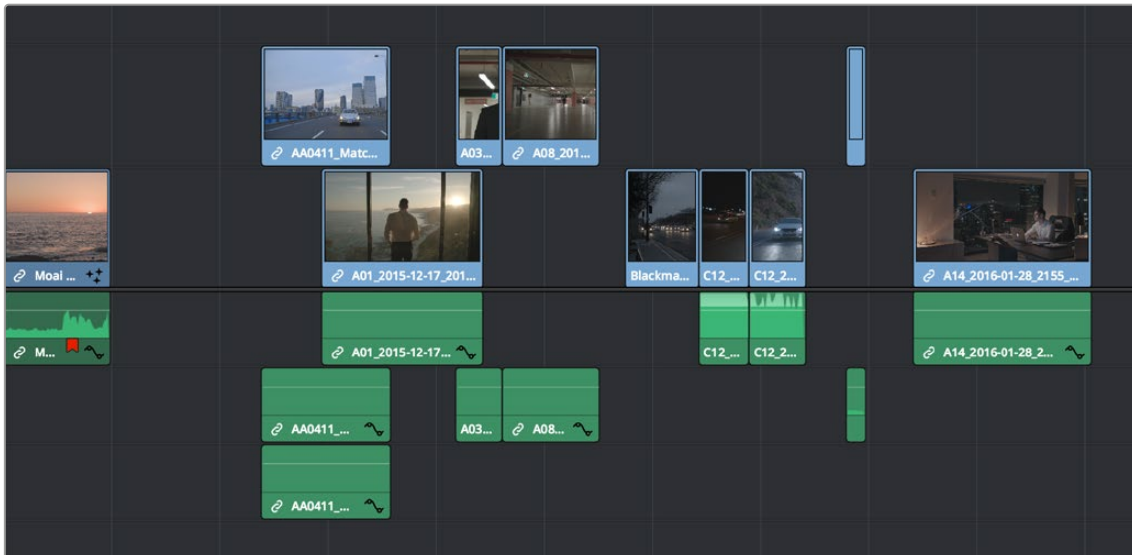 AA0411_Matc...
A03...
A08_201...
Moai ...
A01_2015-12-17_201...
Blackma...
C12_...
C12_2...
A14_2016-01-28_2155_...
M...
A01_2015-12-17...
C12_...
C12_2...
A14_2016-01-28_2...
AA0411_...
A03...
A08...
AA0411_...